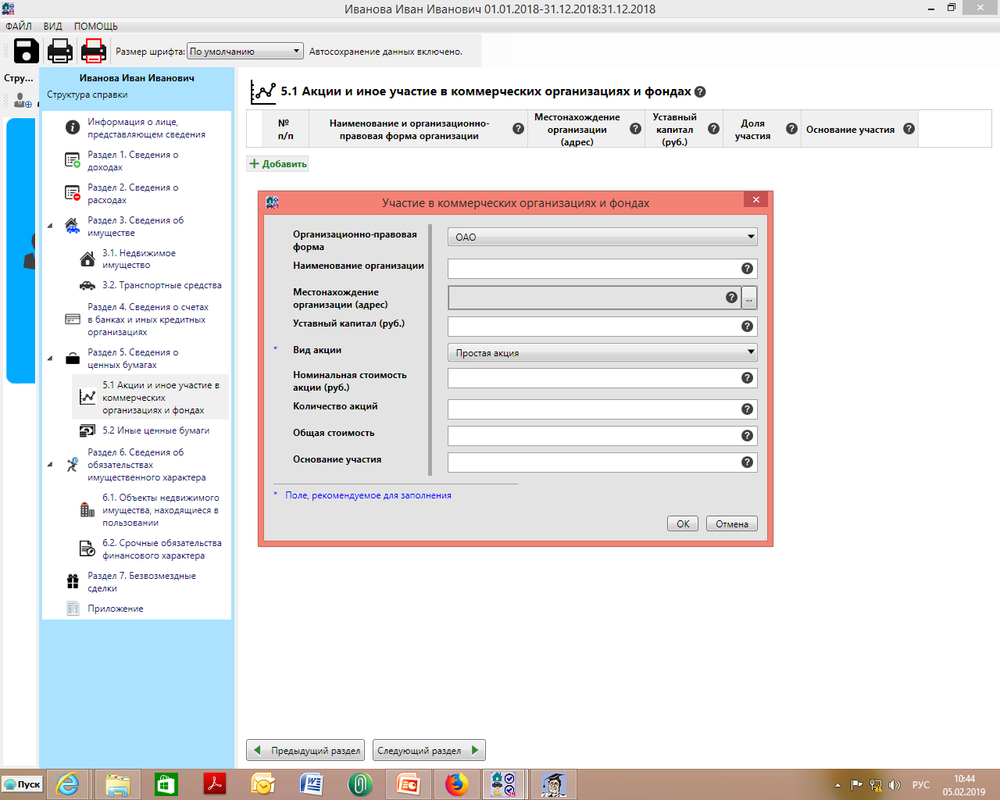 Иванова Иван Иванович 01.01.2018-31.12.2018:31.12.2018
ФАЙЛ ВИД ПОМОЩЬ
Размер шрифта: По умолчанию Автосохранение данных включено.
Стру...
Иванова Иван Иванович
Структура справки
Информация о лице,
представляющем сведения
Раздел 1. Сведения о
доходах
Раздел 2. Сведения о
расходах
Раздел 3. Сведения об
имуществе
3.1. Недвижимое
имущество
3.2. Транспортные средства
Раздел 4. Сведения о счетах
в банках и иных кредитных
организациях
Раздел 5. Сведения о
ценных бумагах
5.1 Акции и иное участие в
коммерческих
организациях и фондах
5.2 Иные ценные бумаги
Раздел 6. Сведения об
обязательствах
имущественного характера
6.1. Объекты недвижимого
имущества, находящиеся в
пользовании
6.2. Срочные обязательства
финансового характера
Раздел 7. Безвозмездные
сделки
Приложение
5.1 Акции и иное участие в коммерческих организациях и фондах
№
п/п
Наименование и организационно-
правовая форма организации
Местонахождение
организации
(адрес)
Уставный
капитал
(руб.)
Доля
участия
Основание участия
+ Добавить
Участие в коммерческих организациях и фондах
Организационно-правовая
форма
ОАО
Наименование организации
Местонахождение
организации (адрес)
...
Уставный капитал (руб.)
* Вид акции
Простая акция
Номинальная стоимость
акции (руб.)
Количество акций
Общая стоимость
Основание участия
* Поле, рекомендуемое для заполнения
ОК Отмена
Предыдущий раздел Следующий раздел
Пуск
РУС
10:44
05.02.2019